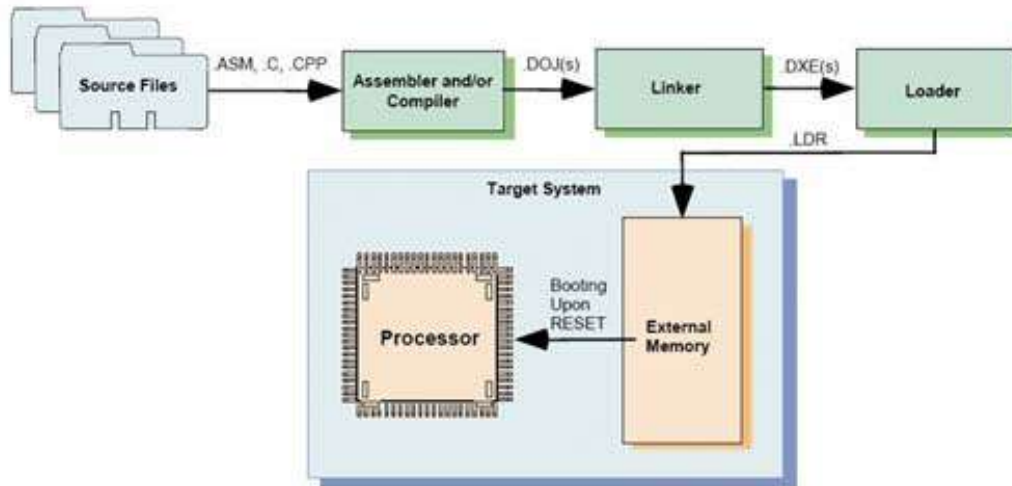 Source Files
.ASM, .C, .CPP
Assembler and/or
Compiler
.DOJ(s)
Linker
.DXE(s)
Loader
.LDR
Target System
Processor
Booting
Upon
RESET
External
Memory